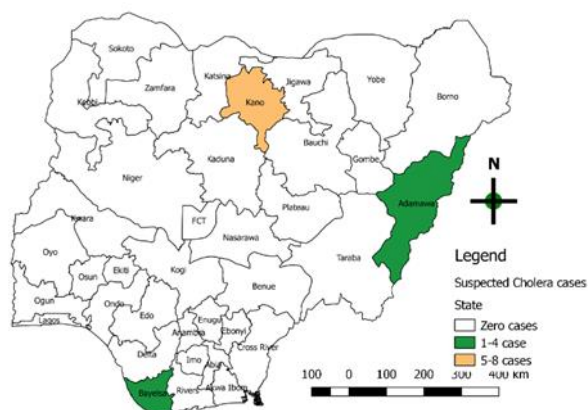 Sokoto
Katsina
Jigawa
Yobe
Borno
Zamfara
Kebbi
Kano
Bauchi
Gombe
Kaduna
Adamawa
N
Niger
Plateau
FCT
Kwara
Nasarawa
Taraba
Oyo
Kogi
Osun
Ekiti
Benue
Ogun
Ondo
Lagos
Edo
Enugu
Anambra
Ebonyi
Cross River
Delta
Imo
Abia
Bayelsa
Rivers
Akwa Ibom
Legend
Suspected Cholera cases
State
Zero cases
1-4 case
5-8 cases
100 0 100 200 300 400 km